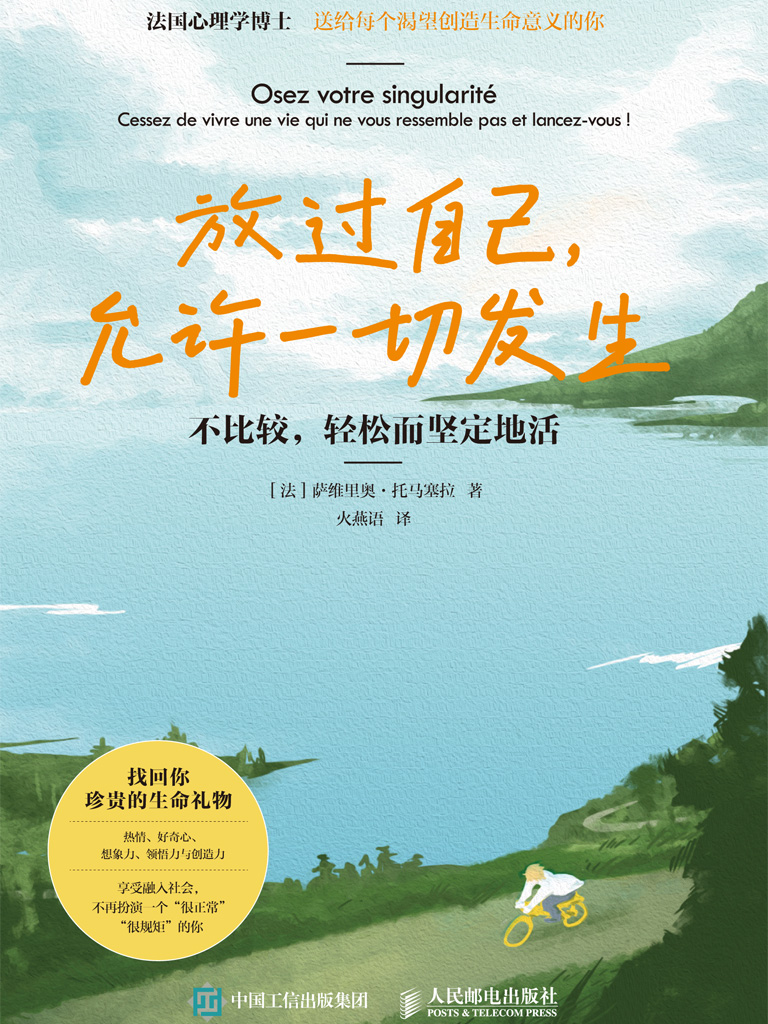 法国心理学博士 送给每个渴望创造生命意义的你
Osez votre singularité
Cessez de vivre une vie qui ne vous ressemble pas et lancez-vous !
放过自己，
允许一切发生
不比较，轻松而坚定地活
［法］萨维里奥·托马塞拉 著
火燕语 译
找回你
珍贵的生命礼物
热情、好奇心、
想象力、领悟力与创造力
享受融入社会，
不再扮演一个“很正常”
“很规矩”的你
中国工信出版集团
人民邮电出版社
POSTS & TELECOM PRESS